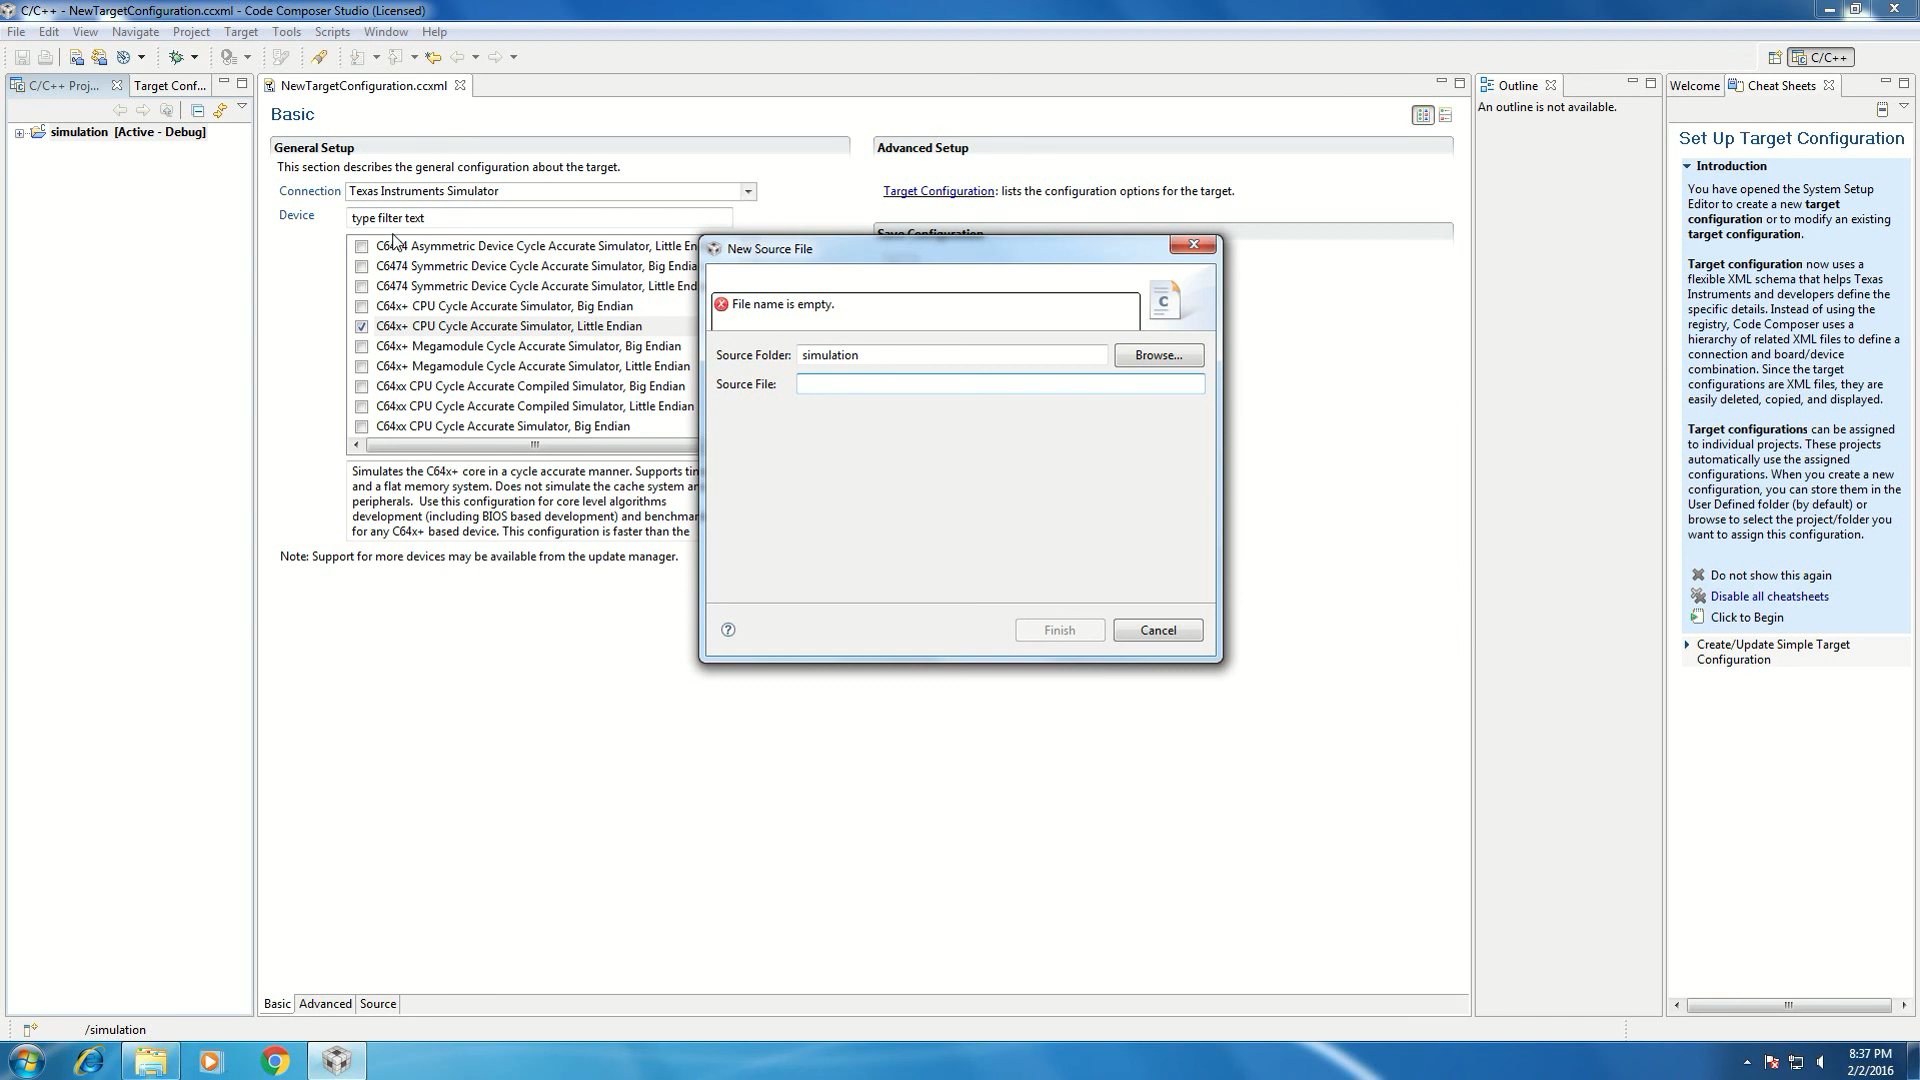 C/C++ - NewTargetConfiguration.ccxml - Code Composer Studio (Licensed)
File Edit View Navigate Project Target Tools Scripts Window Help
C/C++
C/C++ Proj... Target Conf...
NewTargetConfiguration.ccxml
Outline
Welcome Cheat Sheets
simulation [Active - Debug]
Basic
General Setup
This section describes the general configuration about the target.
Connection Texas Instruments Simulator
Device type filter text
Asymmetric Device Cycle Accurate Simulator, Little En
C6474 Symmetric Device Cycle Accurate Simulator, Big Endia
C6474 Symmetric Device Cycle Accurate Simulator, Little En
C64x+ CPU Cycle Accurate Simulator, Big Endian
C64x+ CPU Cycle Accurate Simulator, Little Endian
C64x+ Megamodule Cycle Accurate Simulator, Big Endian
C64x+ Megamodule Cycle Accurate Simulator, Little Endian
C64xx CPU Cycle Accurate Compiled Simulator, Big Endian
C64xx CPU Cycle Accurate Compiled Simulator, Little Endian
C64xx CPU Cycle Accurate Simulator, Big Endian
Simulates the C64x+ core in a cycle accurate manner. Supports tin
and a flat memory system. Does not simulate the cache system an
peripherals. Use this configuration for core level algorithms
development (including BIOS based development) and benchmar
for any C64x+ based device. This configuration is faster than the
Note: Support for more devices may be available from the update manager.
Advanced Setup
Target Configuration: lists the configuration options for the target.
Save Configuration
New Source File
File name is empty.
C
Source Folder: simulation Browse...
Source File:
Finish Cancel
An outline is not available.
Set Up Target Configuration
Introduction
You have opened the System Setup
Editor to create a new target
configuration or to modify an existing
target configuration.
Target configuration now uses a
flexible XML schema that helps Texas
Instruments and developers define the
specific details. Instead of using the
registry, Code Composer uses a
hierarchy of related XML files to define a
connection and board/device
combination. Since the target
configurations are XML files, they are
easily deleted, copied, and displayed.
Target configurations can be assigned
to individual projects. These projects
automatically use the assigned
configurations. When you create a new
configuration, you can store them in the
User Defined folder (by default) or
browse to select the project/folder you
want to assign this configuration.
Do not show this again
Disable all cheatsheets
Click to Begin
Create/Update Simple Target
Configuration
Basic Advanced Source
/simulation
8:37 PM
2/2/2016